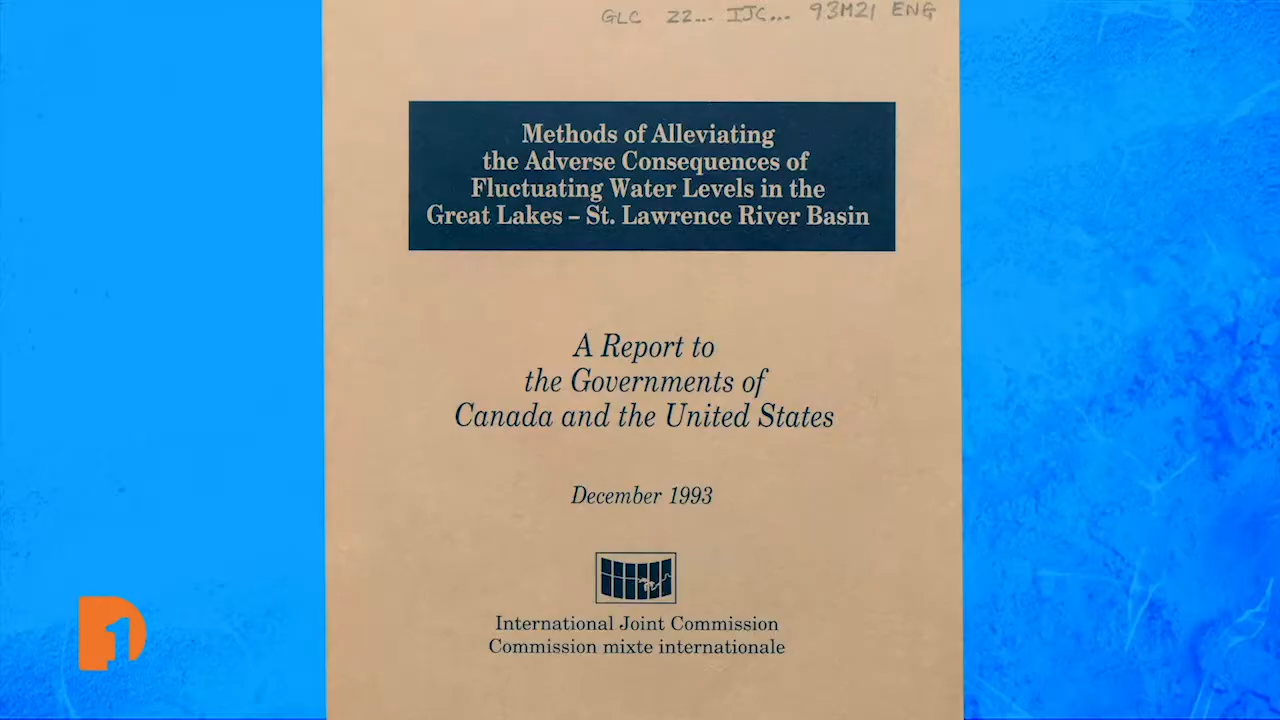 GLC 22... IJC... 93M21 ENG
Methods of Alleviating
the Adverse Consequences of
Fluctuating Water Levels in the
Great Lakes – St. Lawrence River Basin
A Report to
the Governments of
Canada and the United States
December 1993
International Joint Commission
Commission mixte internationale
1D